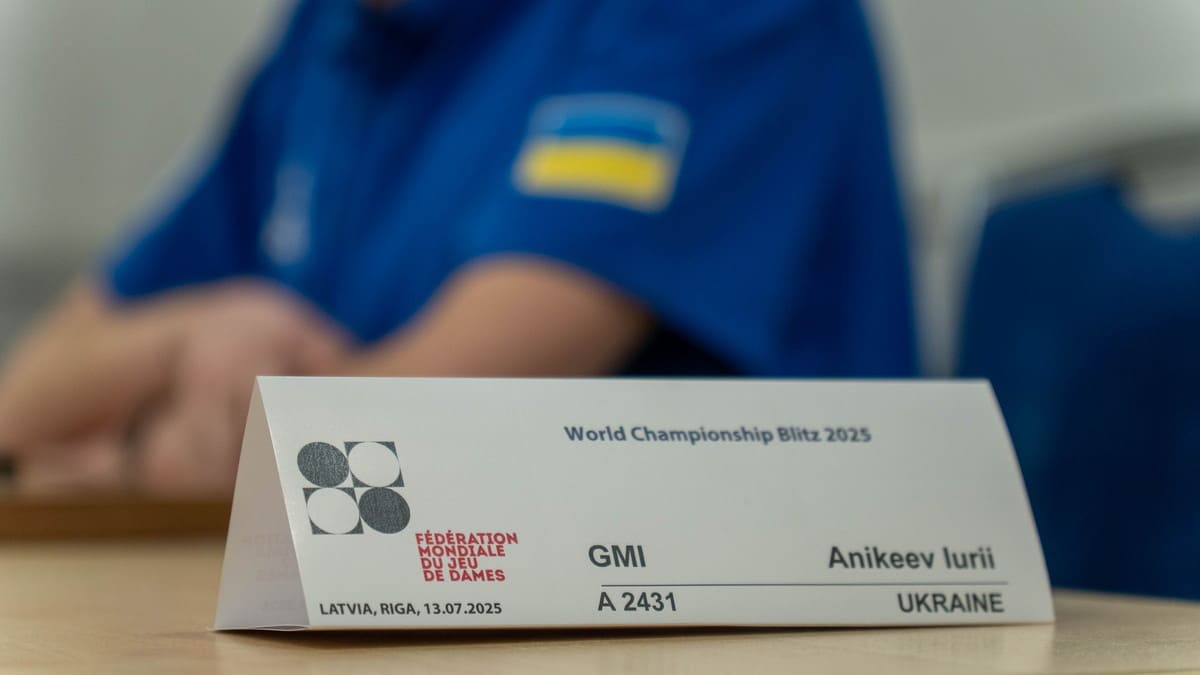 World Championship Blitz 2025
FÉDÉRATION
MONDIALE
DU JEU
DE DAMES
GMI Anikeev Iurii
A 2431 UKRAINE
LATVIA, RIGA, 13.07.2025